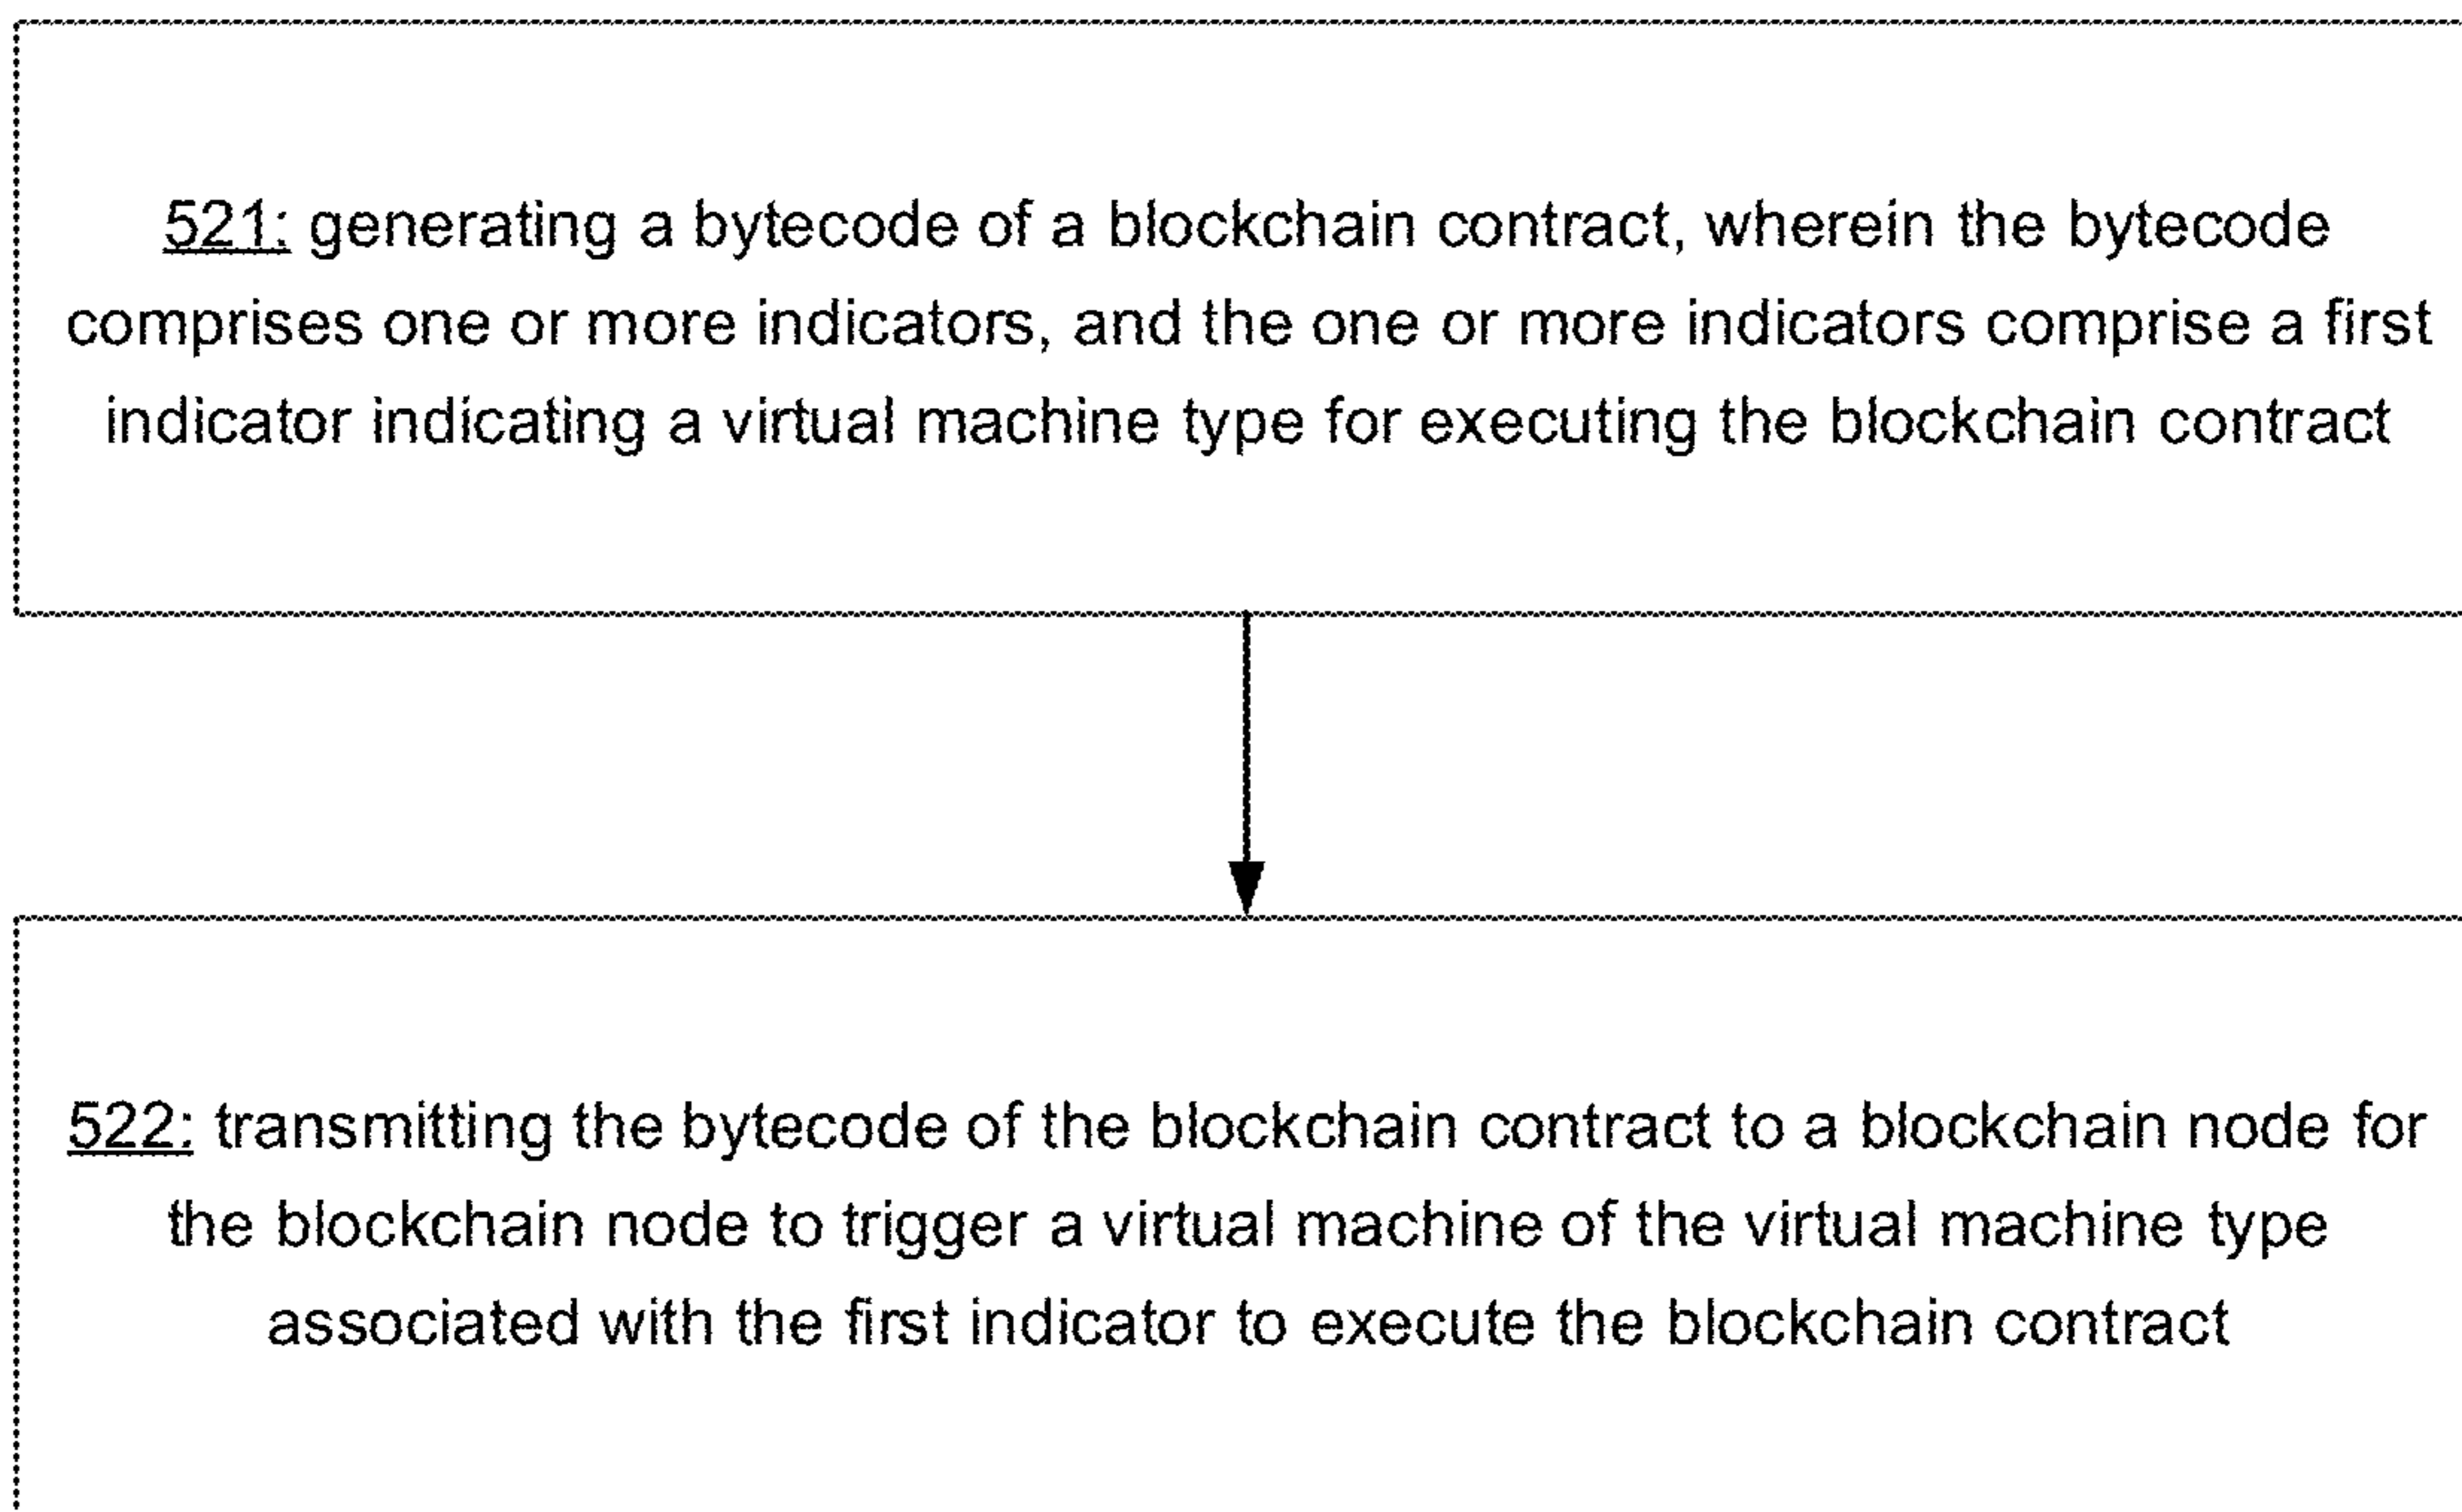 521: generating a bytecode of a blockchain contract, wherein the bytecode
comprises one or more indicators, and the one or more indicators comprise a first
indicator indicating a virtual machine type for executing the blockchain contract
522: transmitting the bytecode of the blockchain contract to a blockchain node for
the blockchain node to trigger a virtual machine of the virtual machine type
associated with the first indicator to execute the blockchain contract